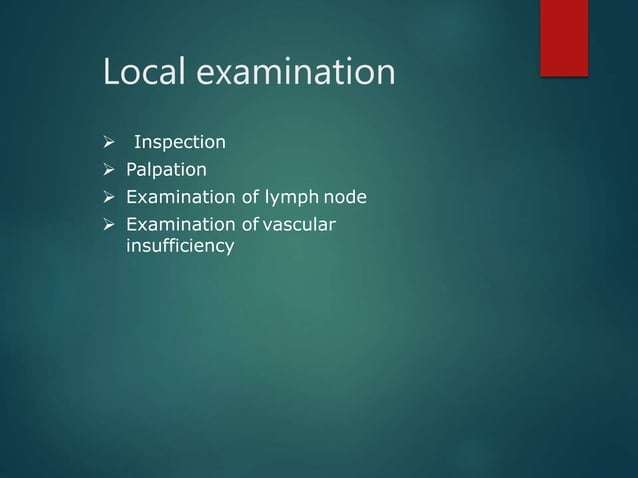 Local examination
➢ Inspection
➢ Palpation
➢ Examination of lymph node
➢ Examination of vascular
insufficiency